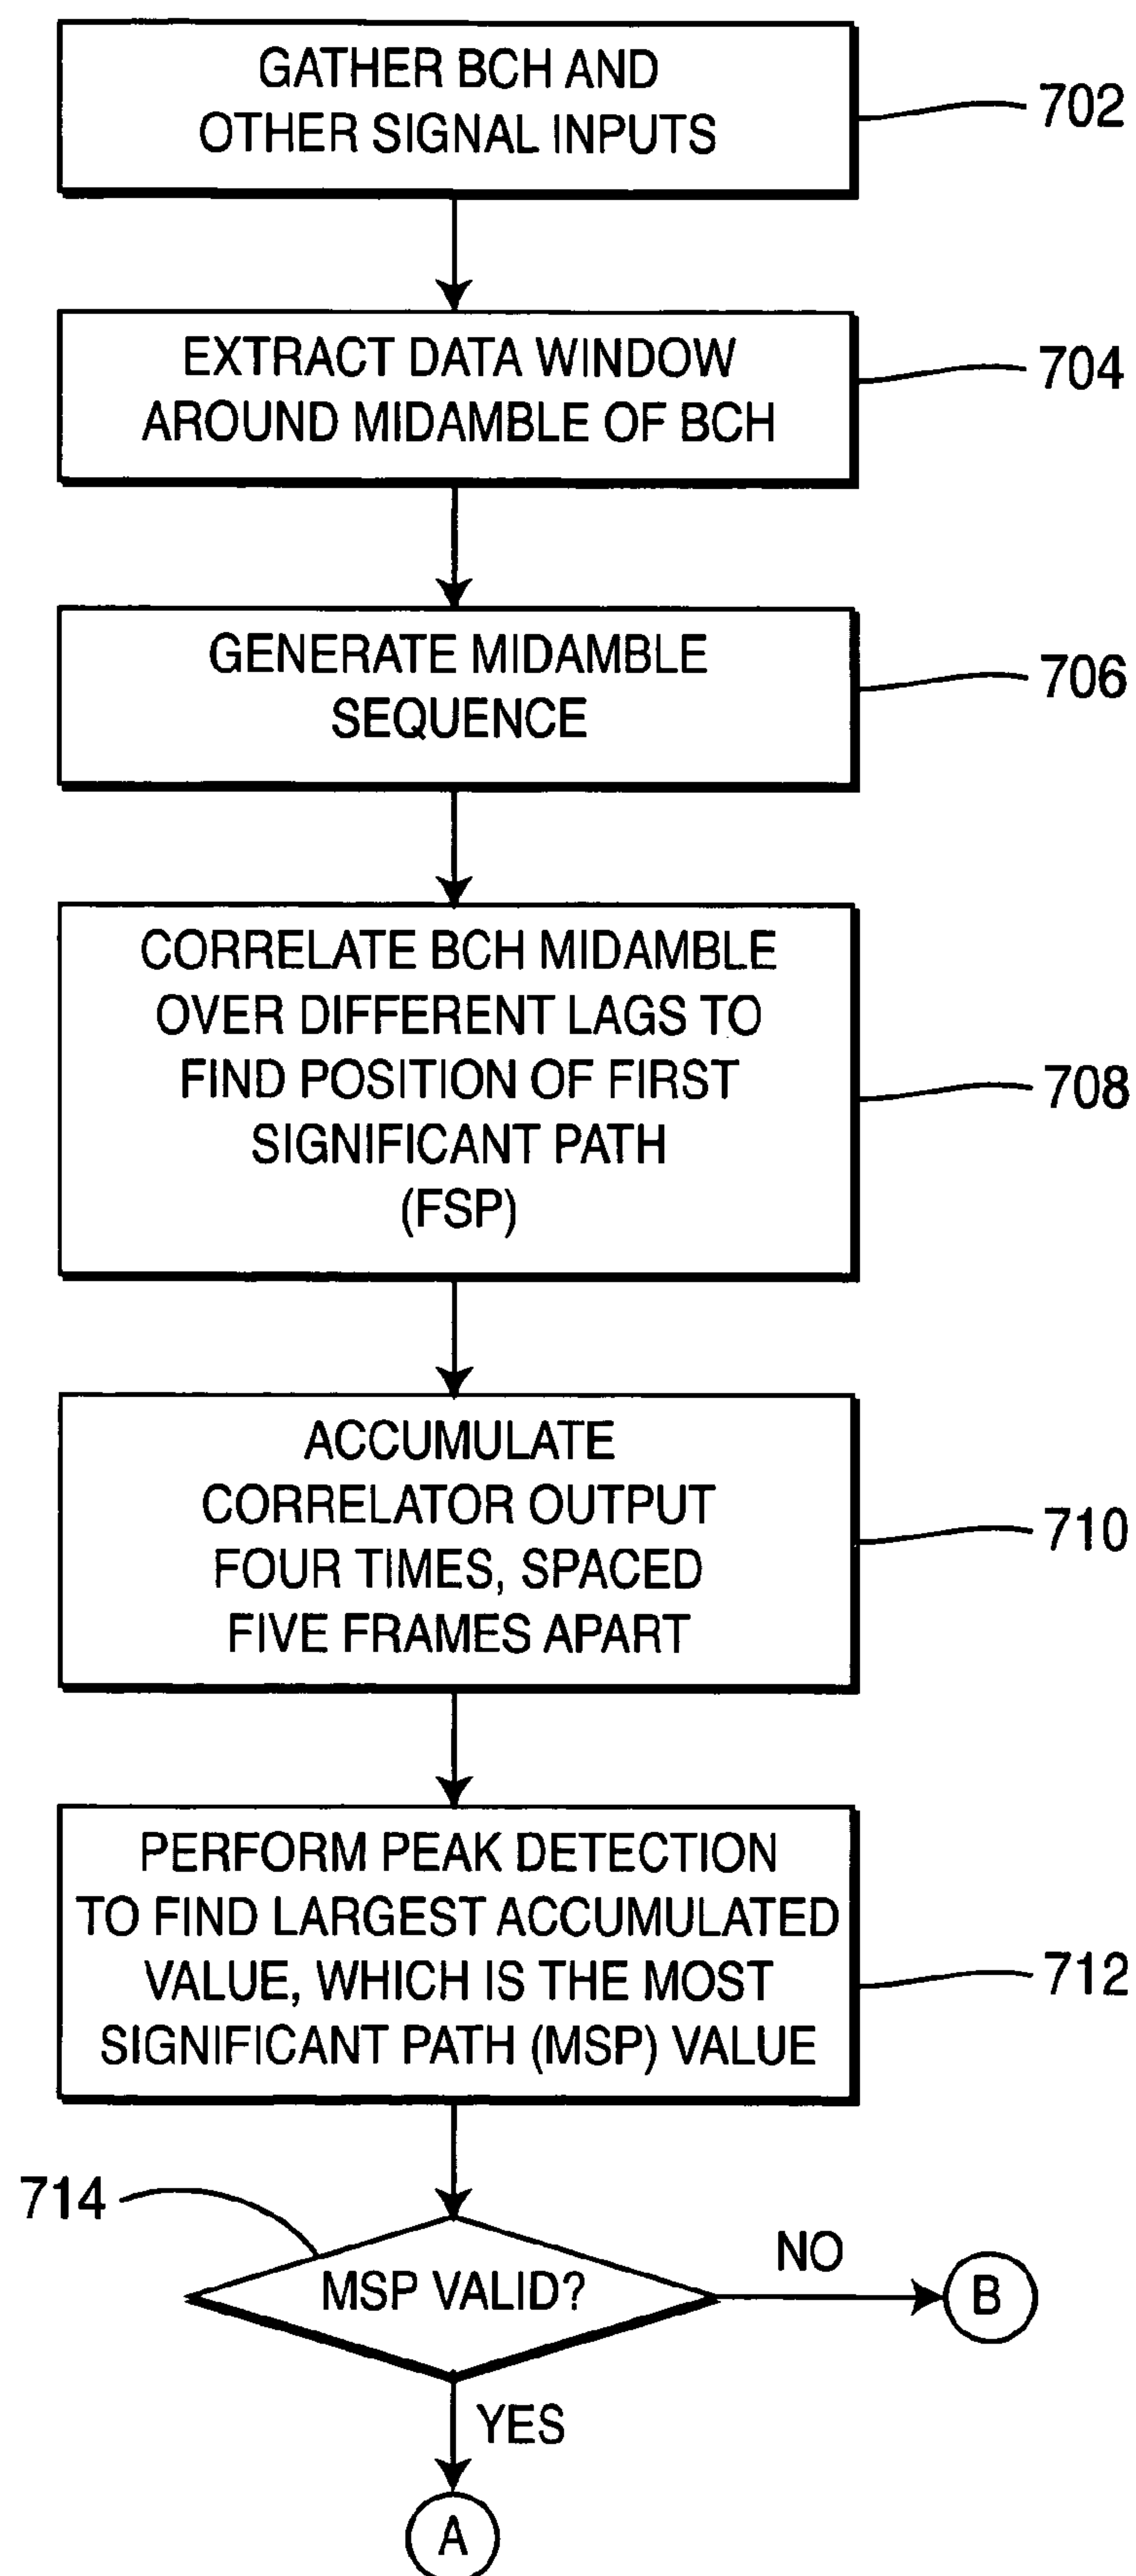 GATHER BCH AND
OTHER SIGNAL INPUTS
702
EXTRACT DATA WINDOW
AROUND MIDAMBLE OF BCH
704
GENERATE MIDAMBLE
SEQUENCE
706
CORRELATE BCH MIDAMBLE
OVER DIFFERENT LAGS TO
FIND POSITION OF FIRST
SIGNIFICANT PATH
(FSP)
708
ACCUMULATE
CORRELATOR OUTPUT
FOUR TIMES, SPACED
FIVE FRAMES APART
710
PERFORM PEAK DETECTION
TO FIND LARGEST ACCUMULATED
VALUE, WHICH IS THE MOST
SIGNIFICANT PATH (MSP) VALUE
712
714
MSP VALID?
NO
B
YES
A